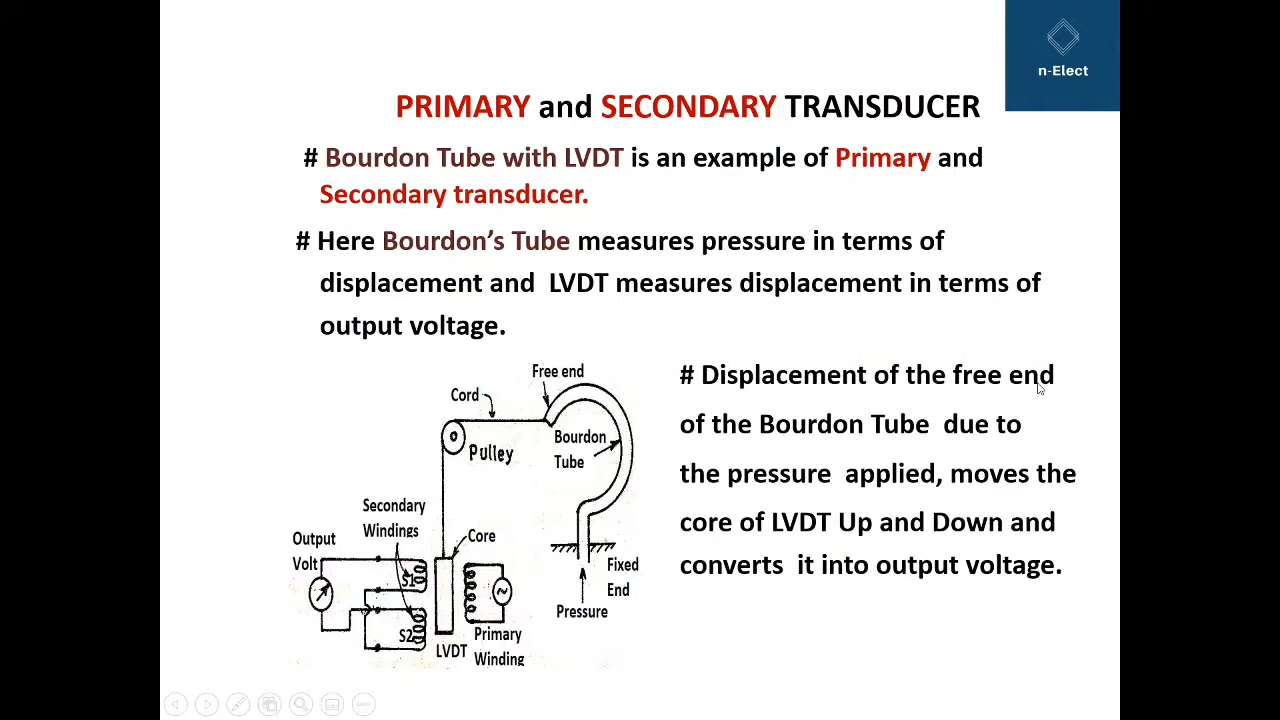 n-Elect
PRIMARY and SECONDARY TRANSDUCER
# Bourdon Tube with LVDT is an example of Primary and
Secondary transducer.
# Here Bourdon’s Tube measures pressure in terms of
displacement and LVDT measures displacement in terms of
output voltage.
# Displacement of the free end
of the Bourdon Tube due to
the pressure applied, moves the
core of LVDT Up and Down and
converts it into output voltage.
Free end
Cord
Bourdon
Tube
Pulley
Secondary
Windings
Core
Output
Volt
S1
Fixed
End
Pressure
S2
Primary
Winding
LVDT